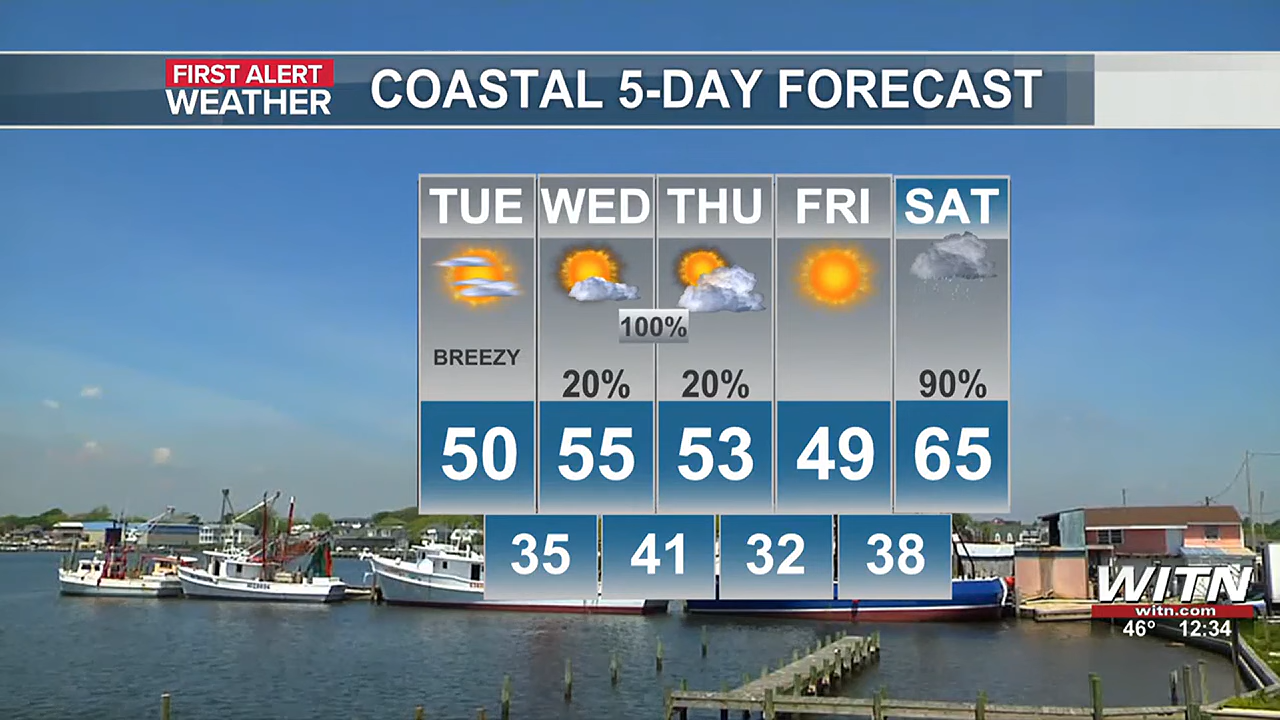 FIRST ALERT
WEATHER
COASTAL 5-DAY FORECAST
TUE WED THU FRI SAT
100%
BREEZY
20% 20% 90%
50 55 53 49 65
35 41 32 38
WITN
witn.com
46° 12:34